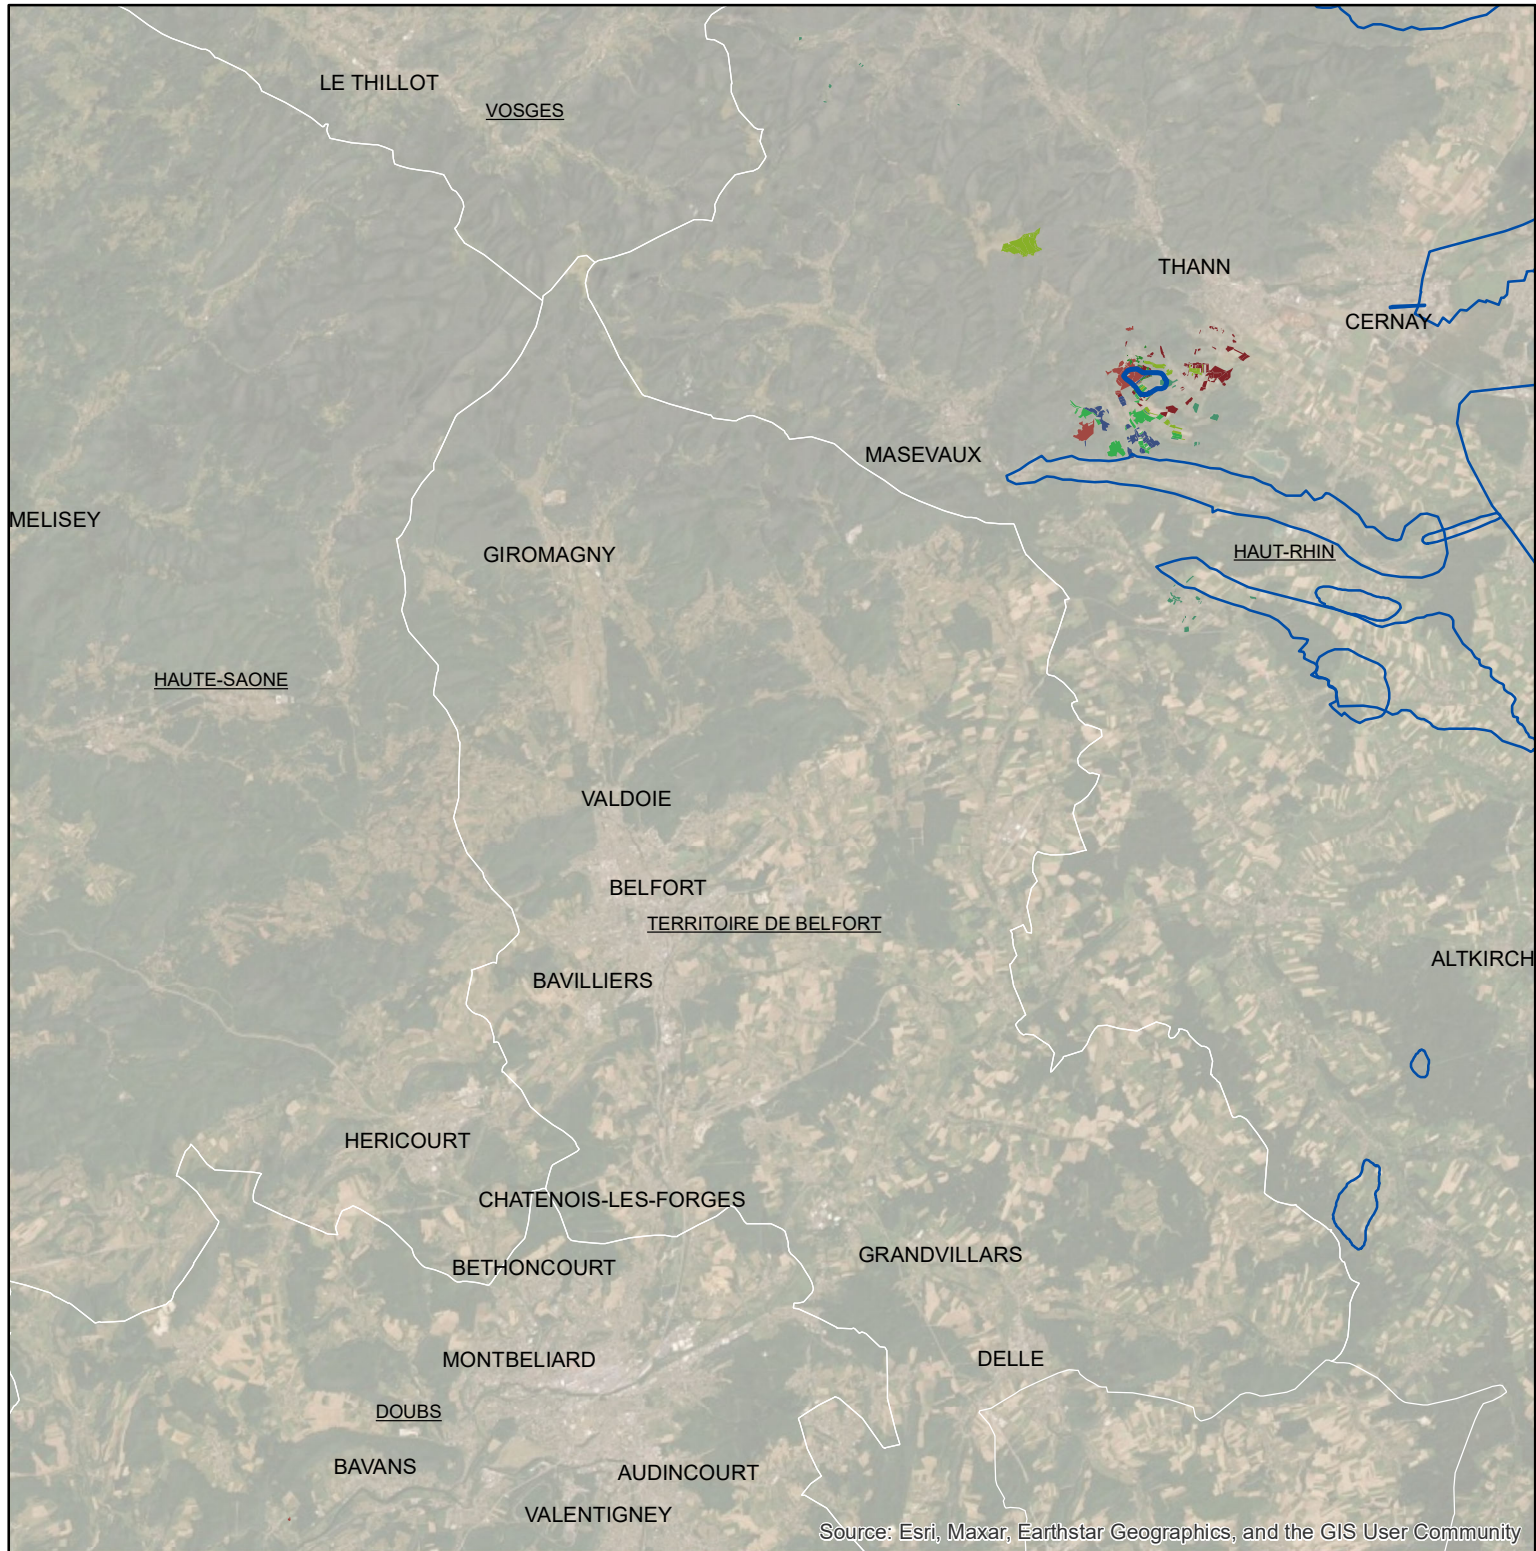 LE THILLOT
VOSGES
THANN
CERNAY
MASEVAUX
MELISEY
GIROMAGNY
HAUT-RHIN
HAUTE-SAONE
VALDOIE
BELFORT
TERRITOIRE DE BELFORT
ALTKIRCH
BAVILLIERS
HERICOURT
CHATENOIS-LES-FORGES
GRANDVILLARS
BETHONCOURT
MONTBELIARD
DELLE
DOUBS
BAVANS
AUDINCOURT
VALENTIGNEY
Source: Esri, Maxar, Earthstar Geographics, and the GIS User Community